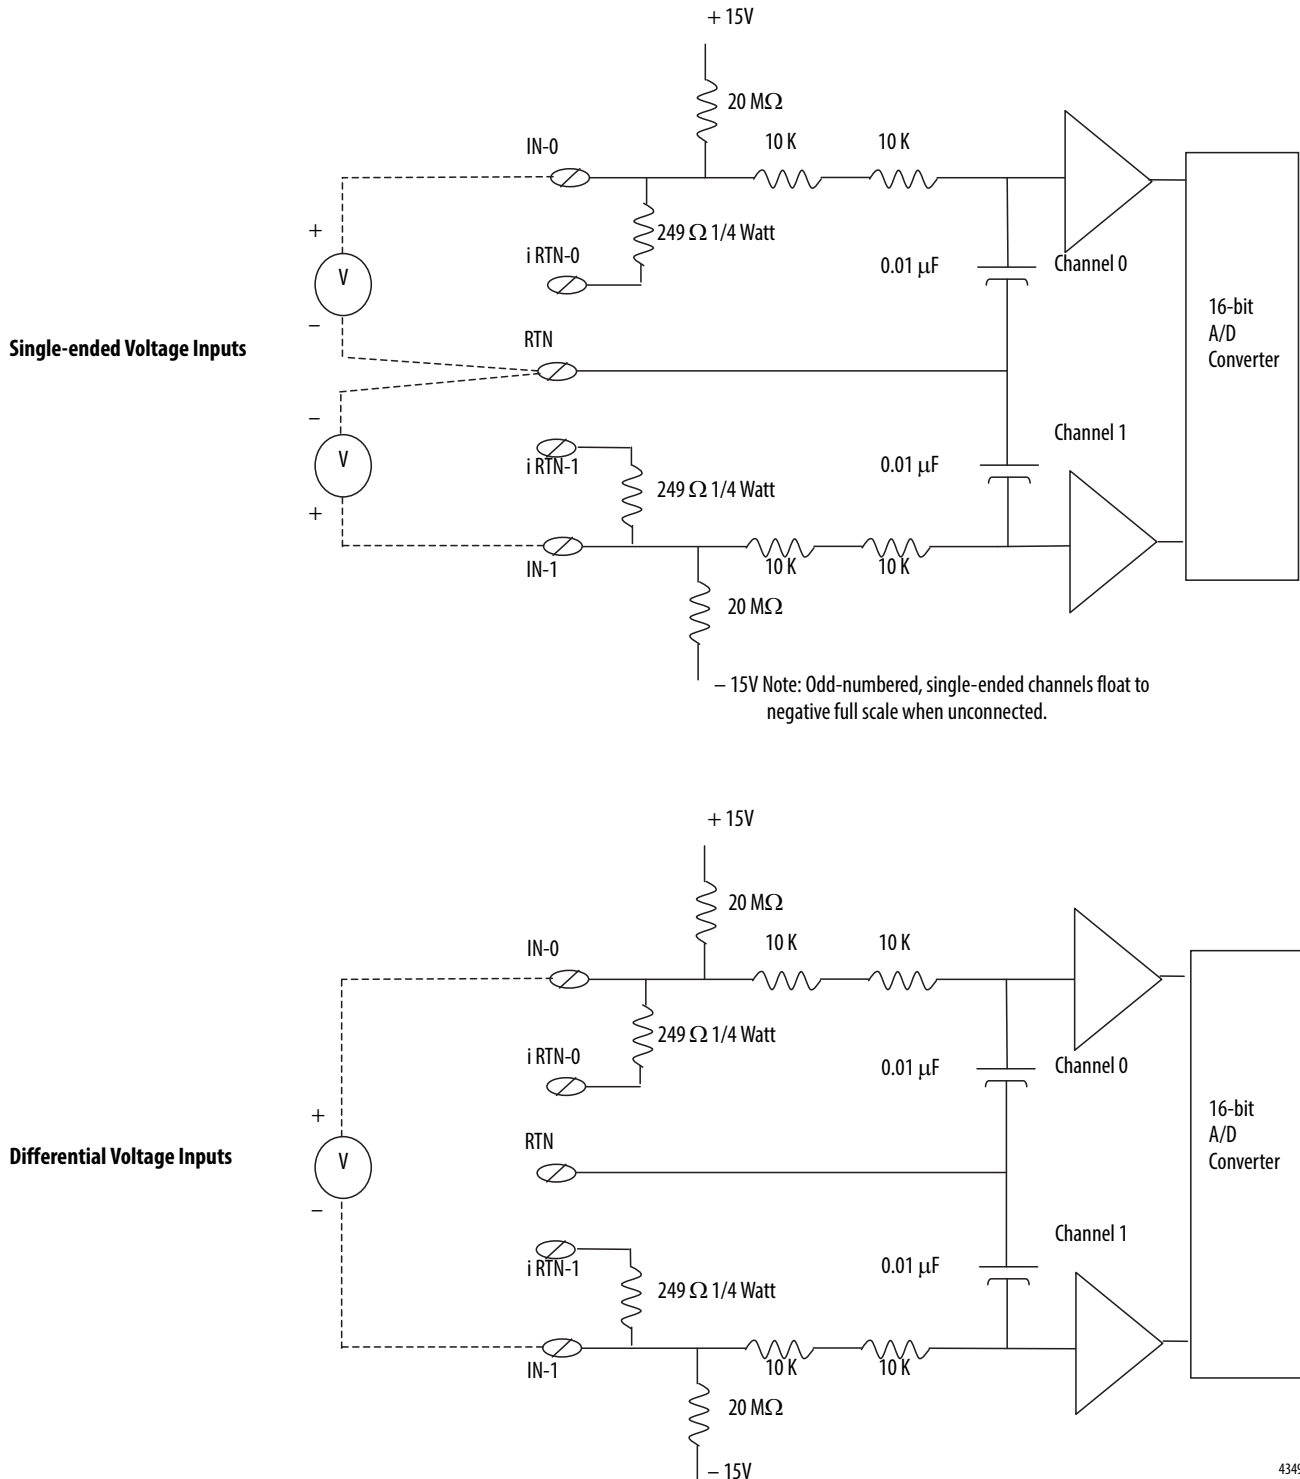 + 15V
20 MΩ
10 K
10 K
IN-0
+
249 Ω 1/4 Watt
i RTN-0
V
0.01 μF
Channel 0
–
16-bit
A/D
Converter
Single-ended Voltage Inputs
RTN
–
Channel 1
V
i RTN-1
0.01 μF
249 Ω 1/4 Watt
+
IN-1
10 K
10 K
20 MΩ
– 15V Note: Odd-numbered, single-ended channels float to
negative full scale when unconnected.
+ 15V
20 MΩ
10 K
10 K
IN-0
249 Ω 1/4 Watt
i RTN-0
0.01 μF
Channel 0
+
16-bit
A/D
Converter
Differential Voltage Inputs
V
RTN
–
Channel 1
i RTN-1
0.01 μF
249 Ω 1/4 Watt
IN-1
10 K
10 K
20 MΩ
– 15V
4349